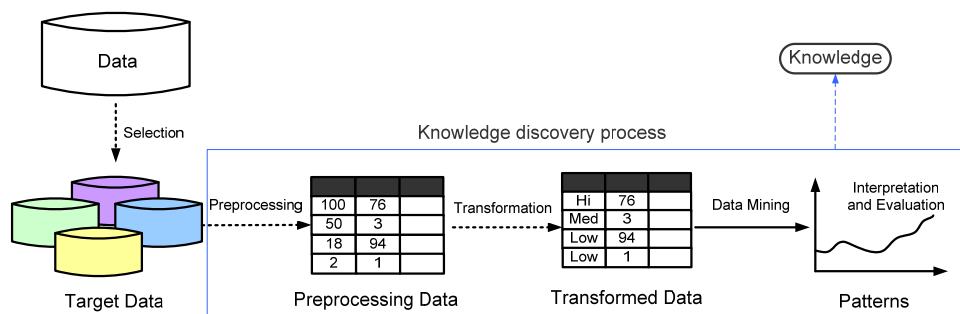 Data
Knowledge
Selection
Knowledge discovery process
Preprocessing
100 76
50 3
18 94
2 1
Transformation
Hi 76
Med 3
Low 94
Low 1
Data Mining
Interpretation
and Evaluation
Target Data
Preprocessing Data
Transformed Data
Patterns